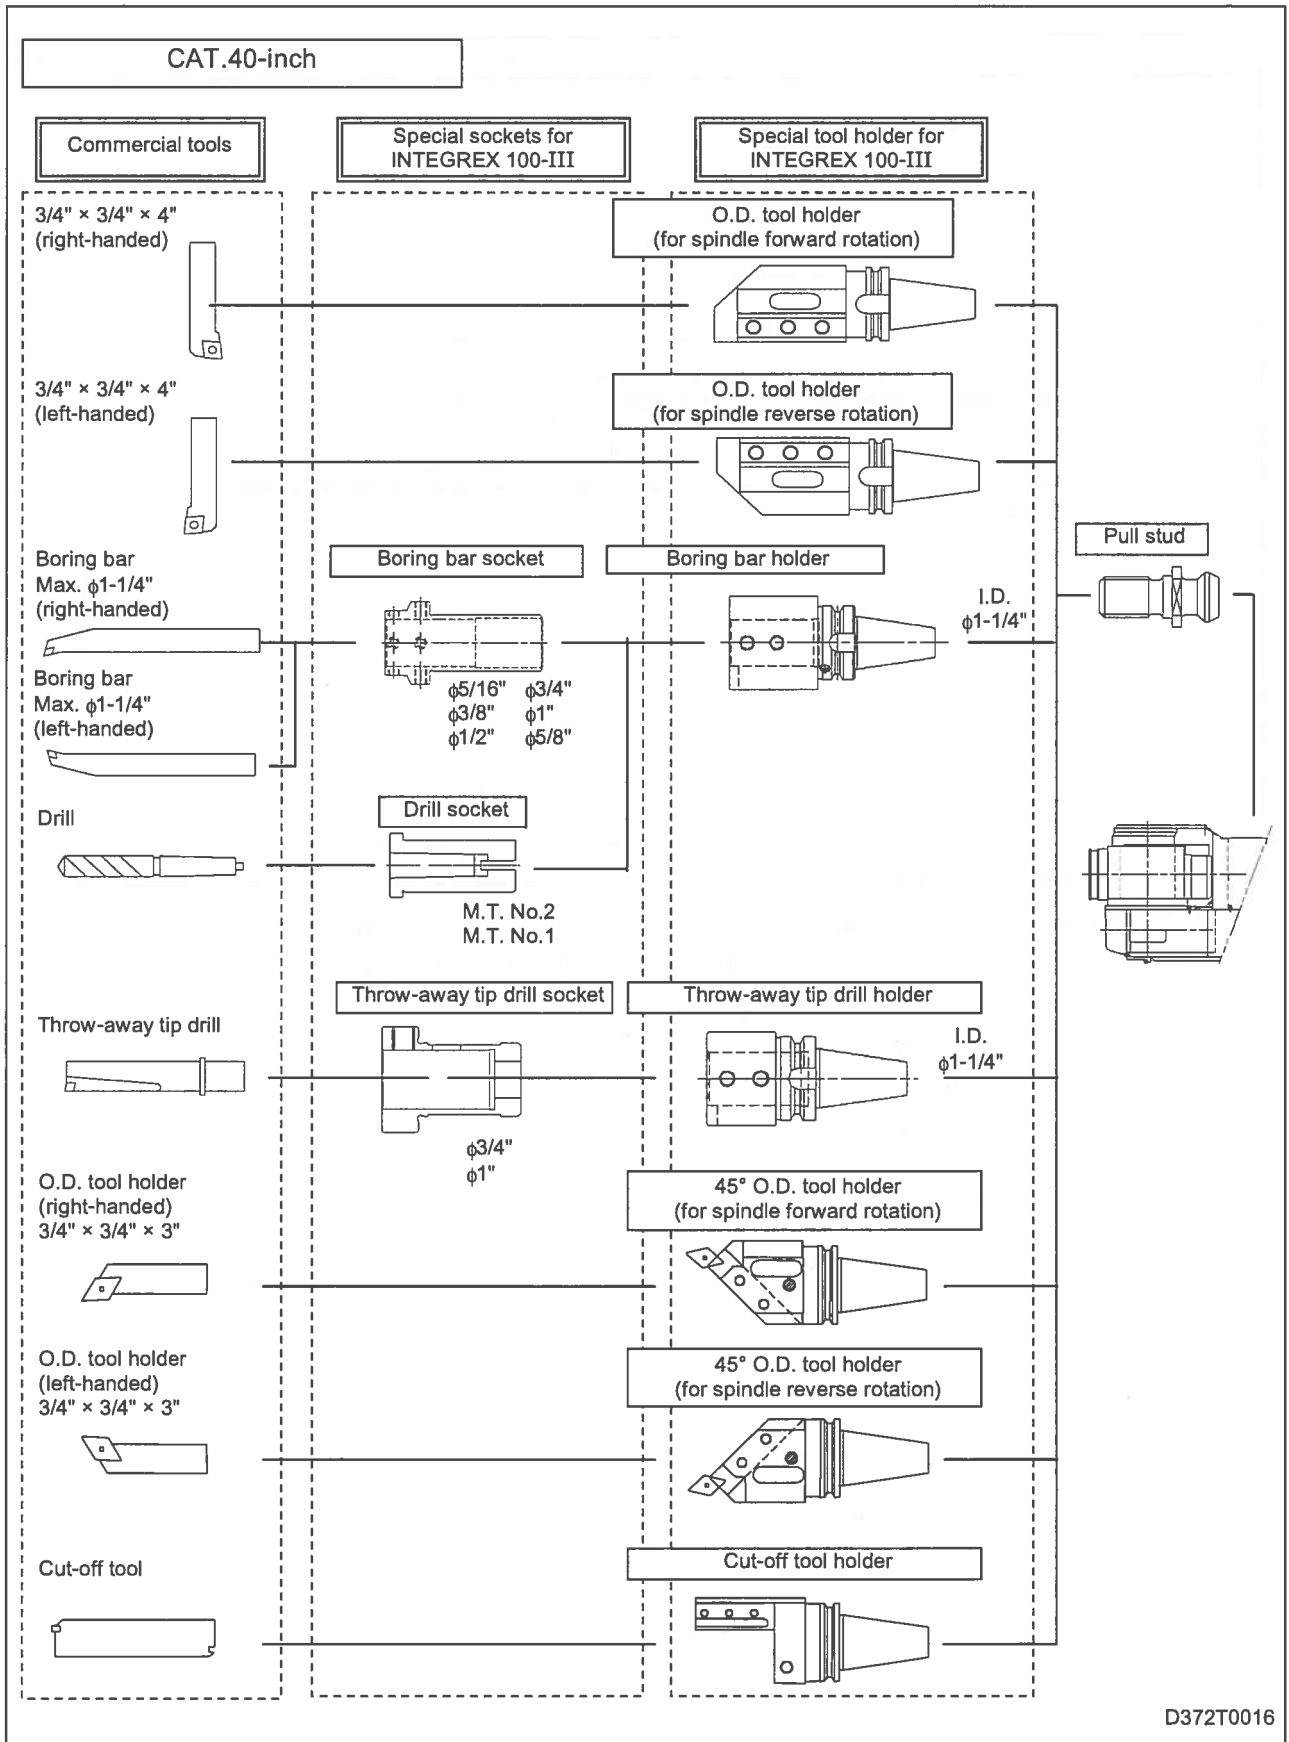 CAT.40-inch
Commercial tools
Special sockets for
INTEGREX 100-III
Special tool holder for
INTEGREX 100-III
3/4" × 3/4" × 4"
(right-handed)
O.D. tool holder
(for spindle forward rotation)
3/4" × 3/4" × 4"
(left-handed)
O.D. tool holder
(for spindle reverse rotation)
Pull stud
Boring bar
Max. ϕ1-1/4"
(right-handed)
Boring bar socket
Boring bar holder
I.D.
ϕ1-1/4"
Boring bar
Max. ϕ1-1/4"
(left-handed)
ϕ5/16" ϕ3/4"
ϕ3/8" ϕ1"
ϕ1/2" ϕ5/8"
Drill
Drill socket
M.T. No.2
M.T. No.1
Throw-away tip drill
Throw-away tip drill socket
Throw-away tip drill holder
I.D.
ϕ1-1/4"
ϕ3/4"
ϕ1"
O.D. tool holder
(right-handed)
3/4" × 3/4" × 3"
45° O.D. tool holder
(for spindle forward rotation)
O.D. tool holder
(left-handed)
3/4" × 3/4" × 3"
45° O.D. tool holder
(for spindle reverse rotation)
Cut-off tool
Cut-off tool holder
D372T0016